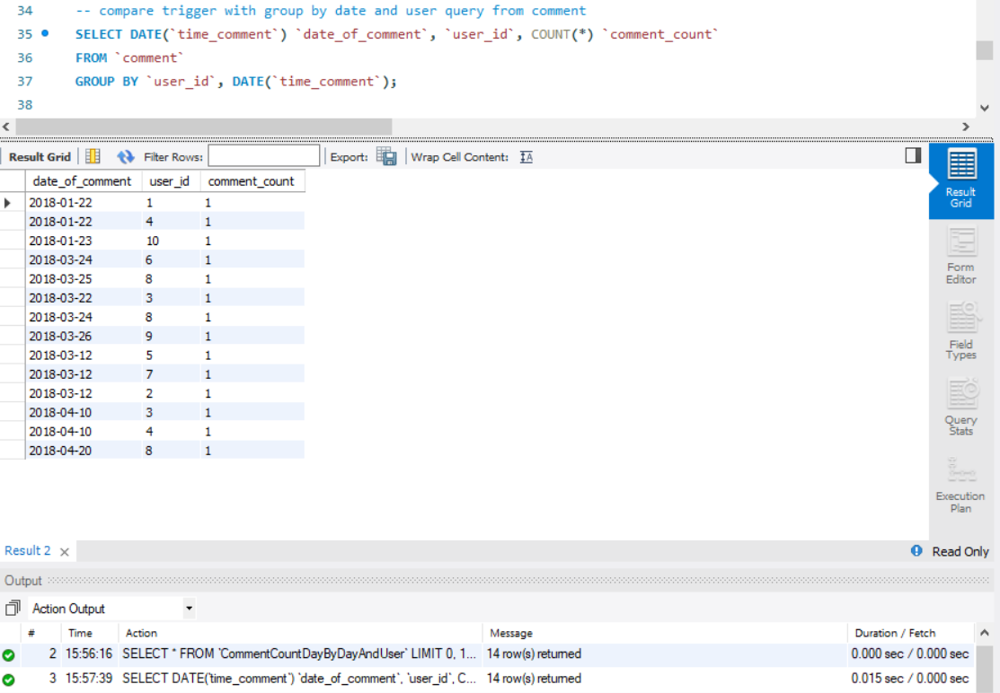 34 -- compare trigger with group by date and user query from comment
35 SELECT DATE(`time_comment`) `date_of_comment`, `user_id`, COUNT(*) `comment_count`
36 FROM `comment`
37 GROUP BY `user_id`, DATE(`time_comment`);
38
Result Grid Filter Rows: Export: Wrap Cell Content: IA
date_of_comment user_id comment_count
2018-01-22 1 1
2018-01-22 4 1
2018-01-23 10 1
2018-03-24 6 1
2018-03-25 8 1
2018-03-22 3 1
2018-03-24 8 1
2018-03-26 9 1
2018-03-12 5 1
2018-03-12 7 1
2018-03-12 2 1
2018-04-10 3 1
2018-04-10 4 1
2018-04-20 8 1
Result
Grid
Form
Editor
Field
Types
Query
Stats
Execution
Plan
Result 2 Read Only
Output
Action Output
# Time Action Message Duration / Fetch
2 15:56:16 SELECT * FROM `CommentCountDayByDayAndUser` LIMIT 0, 1... 14 row(s) returned 0.000 sec / 0.000 sec
3 15:57:39 SELECT DATE(`time_comment`) `date_of_comment`, `user_id`, C... 14 row(s) returned 0.015 sec / 0.000 sec